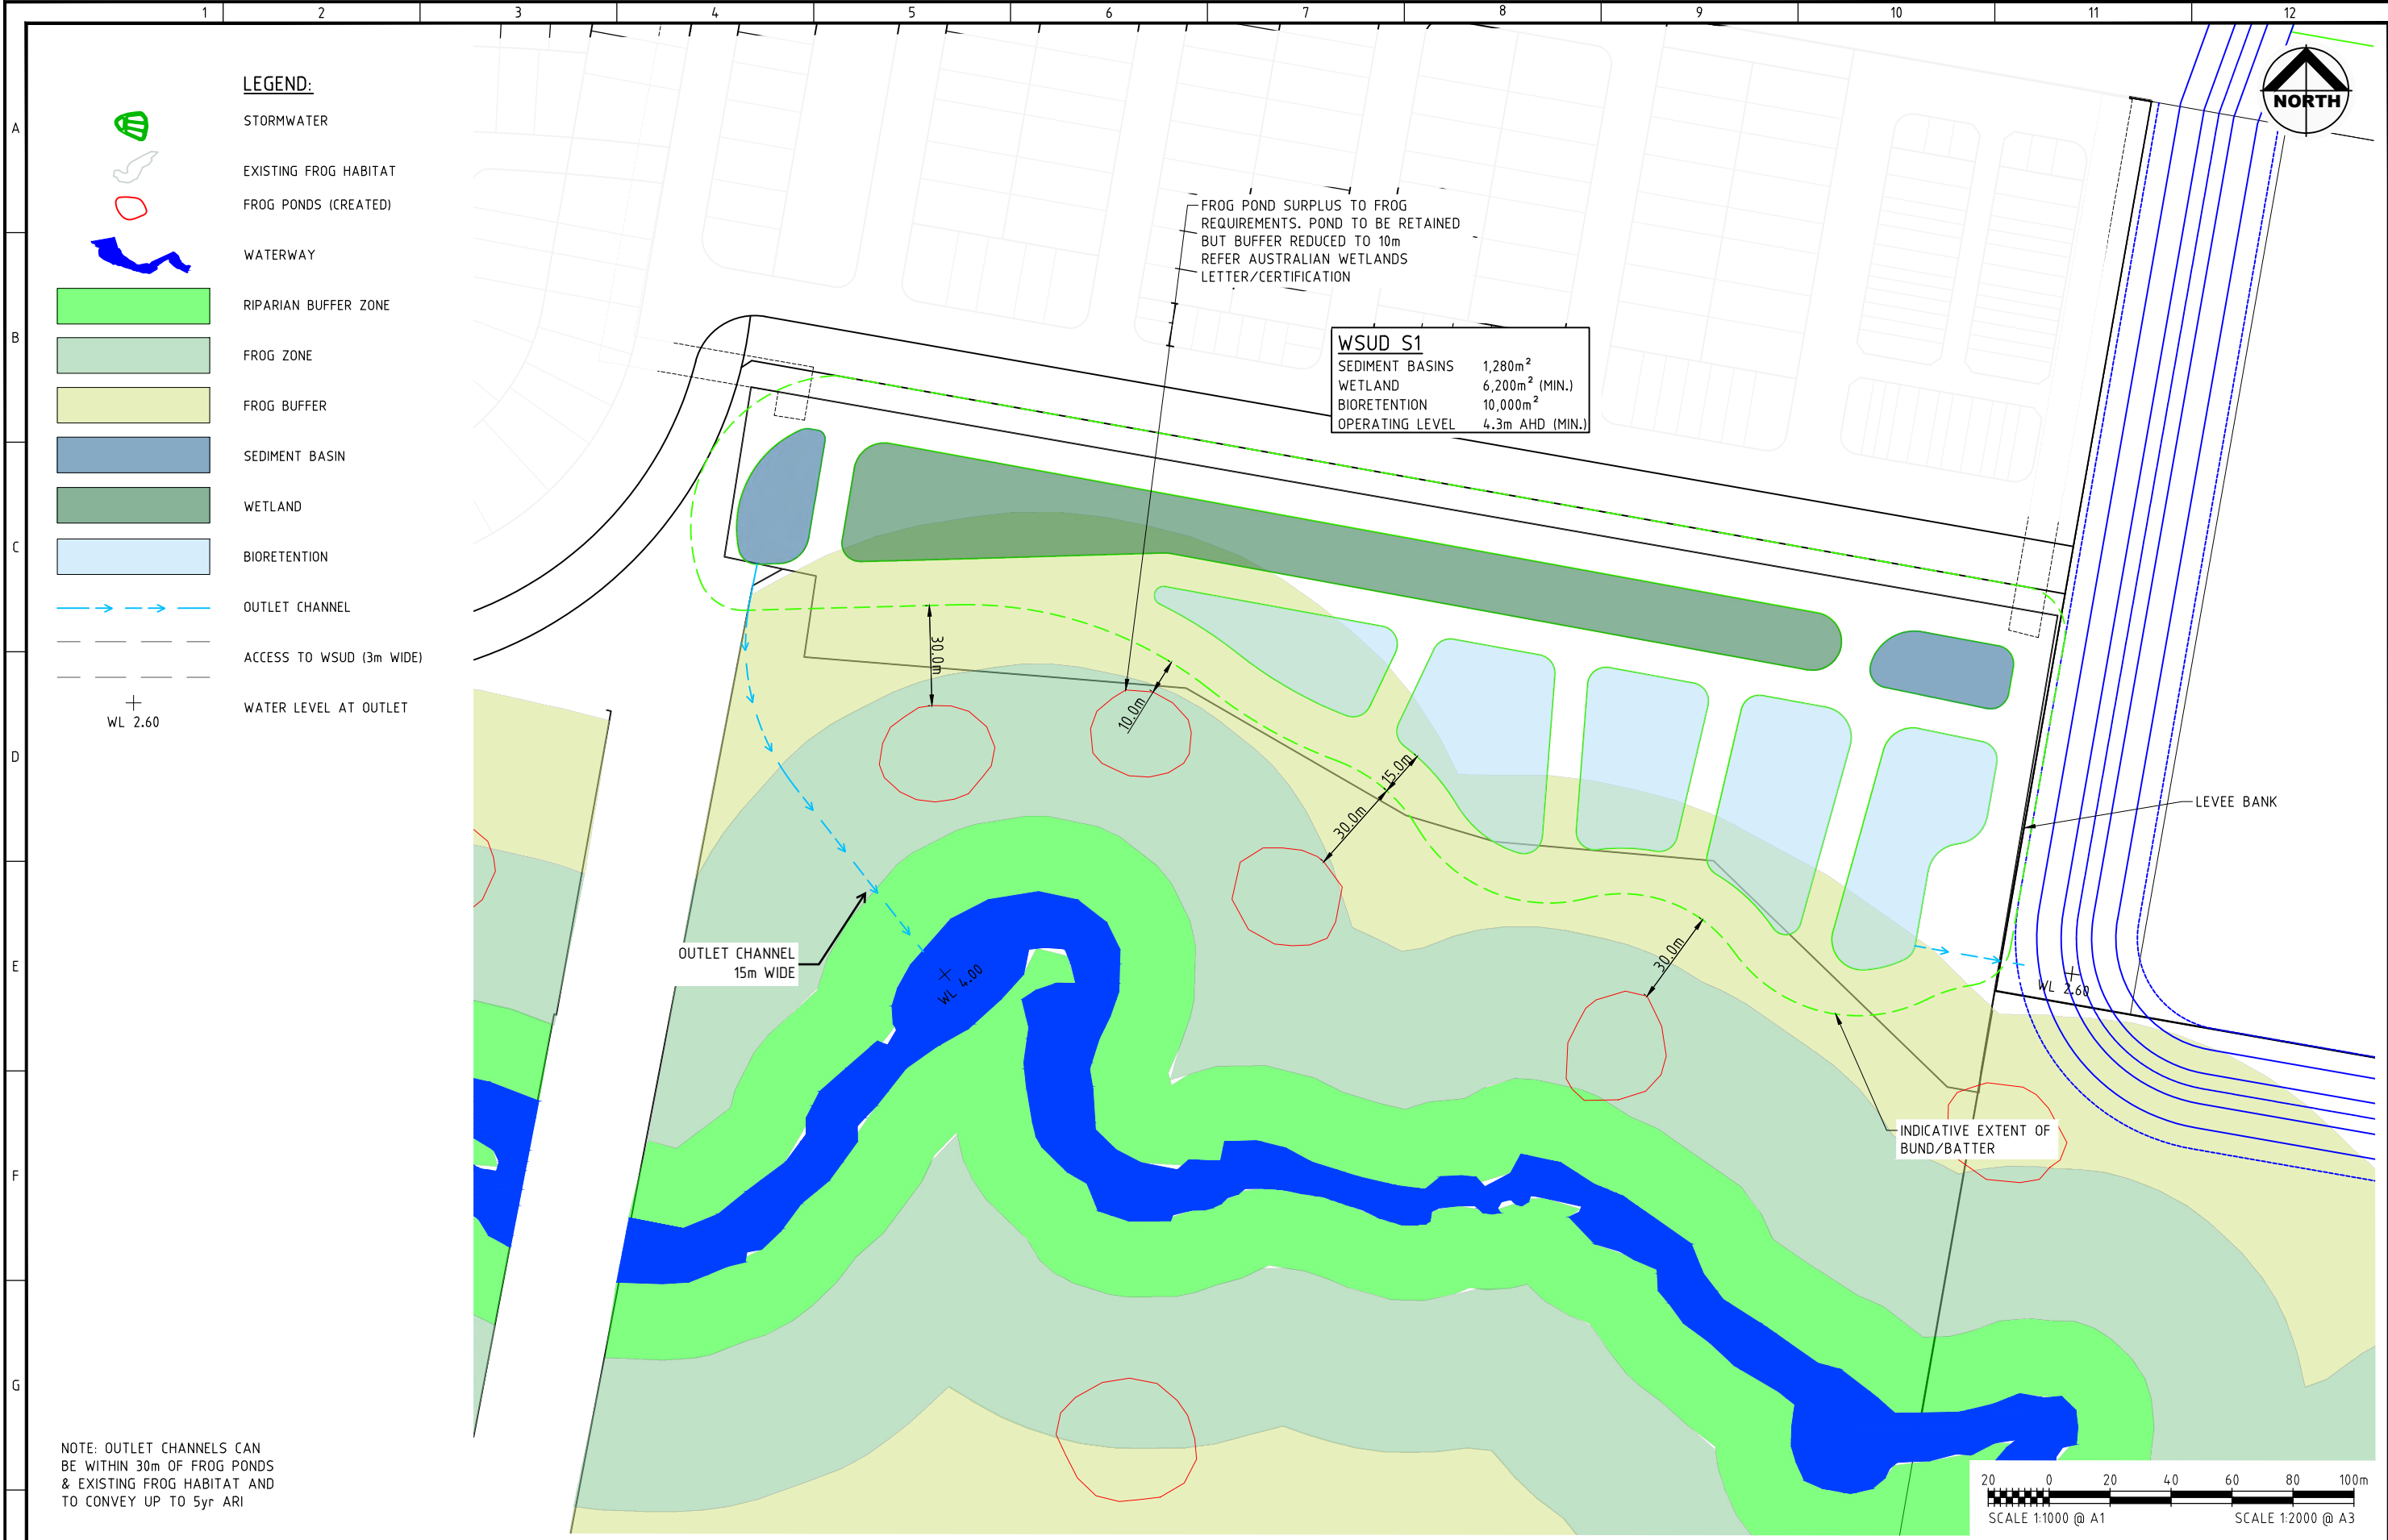 1 2 3 4 5 6 7 8 9 10 11 12
A
B
C
D
E
F
G
NORTH
LEGEND:
STORMWATER
EXISTING FROG HABITAT
FROG PONDS (CREATED)
WATERWAY
RIPARIAN BUFFER ZONE
FROG ZONE
FROG BUFFER
SEDIMENT BASIN
WETLAND
BIORETENTION
OUTLET CHANNEL
ACCESS TO WSUD (3m WIDE)
WATER LEVEL AT OUTLET
WL 2.60
FROG POND SURPLUS TO FROG
REQUIREMENTS. POND TO BE RETAINED
BUT BUFFER REDUCED TO 10m
REFER AUSTRALIAN WETLANDS
LETTER/CERTIFICATION
WSUD S1
SEDIMENT BASINS 1,280m²
WETLAND 6,200m² (MIN.)
BIORETENTION 10,000m²
OPERATING LEVEL 4.3m AHD (MIN.)
30.0m
10.0m
15.0m
30.0m
30.0m
LEVEE BANK
OUTLET CHANNEL
15m WIDE
WL 4.00
WL 2.60
INDICATIVE EXTENT OF
BUND/BATTER
NOTE: OUTLET CHANNELS CAN
BE WITHIN 30m OF FROG PONDS
& EXISTING FROG HABITAT AND
TO CONVEY UP TO 5yr ARI
20 0 20 40 60 80 100m
SCALE 1:1000 @ A1 SCALE 1:2000 @ A3